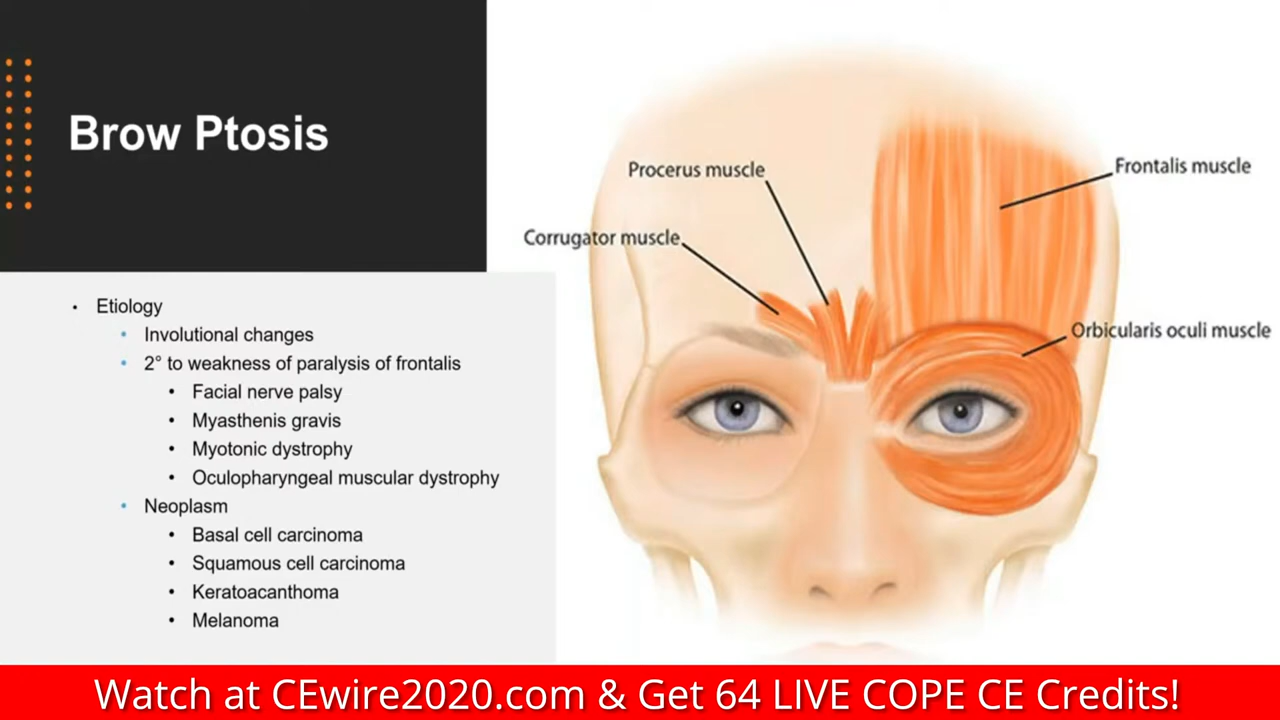 Brow Ptosis
• Etiology
• Involutional changes
• 2° to weakness of paralysis of frontalis
• Facial nerve palsy
• Myasthenis gravis
• Myotonic dystrophy
• Oculopharyngeal muscular dystrophy
• Neoplasm
• Basal cell carcinoma
• Squamous cell carcinoma
• Keratoacanthoma
• Melanoma
Procerus muscle
Frontalis muscle
Corrugator muscle
Orbicularis oculi muscle
Watch at CEwire2020.com & Get 64 LIVE COPE CE Credits!